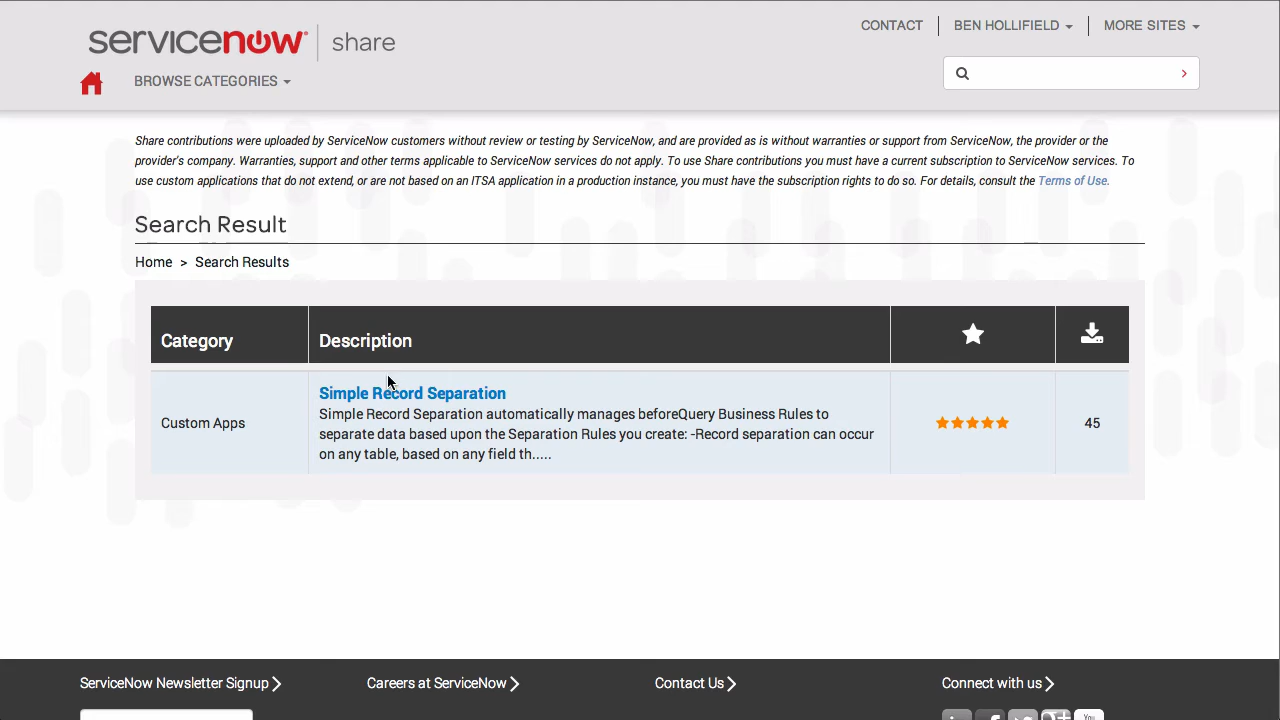 servicenow share
CONTACT
BEN HOLLIFIELD
MORE SITES
BROWSE CATEGORIES
Share contributions were uploaded by ServiceNow customers without review or testing by ServiceNow, and are provided as is without warranties or support from ServiceNow, the provider or the
provider's company. Warranties, support and other terms applicable to ServiceNow services do not apply. To use Share contributions you must have a current subscription to ServiceNow services. To
use custom applications that do not extend, or are not based on an ITSA application in a production instance, you must have the subscription rights to do so. For details, consult the Terms of Use.
Search Result
Home > Search Results
Category
Description
Simple Record Separation
Simple Record Separation automatically manages beforeQuery Business Rules to
Custom Apps
separate data based upon the Separation Rules you create: -Record separation can occur
45
on any table, based on any field th.....
ServiceNow Newsletter Signup
Careers at ServiceNow
Contact Us
Connect with us
You